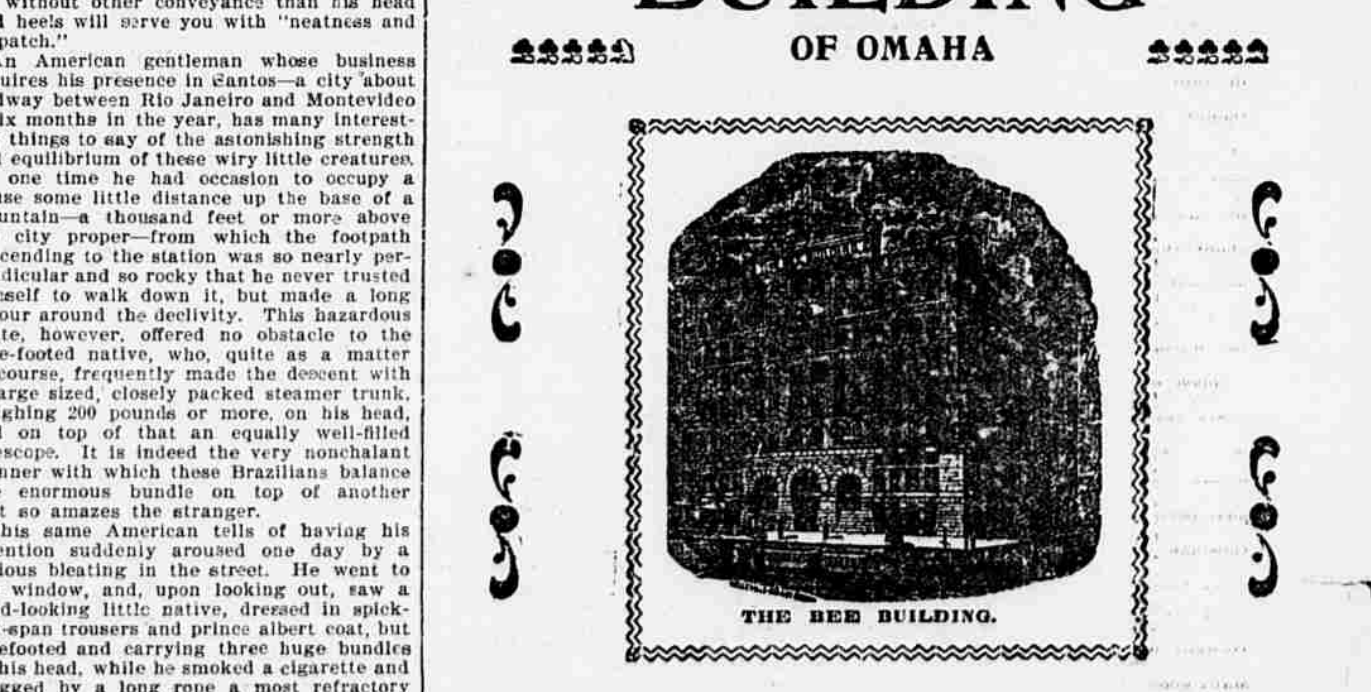 without other conveyance than his head
heels will serve you with "neatness and
patch."
An American gentleman whose business
uires his presence in Santos—a city about
lway between Rio Janeiro and Montevideo
ix months in the year, has many interest-
things to say of the astonishing strength
equilibrium of these wiry little creatures.
one time he had occasion to occupy a
use some little distance up the base of a
untain—a thousand feet or more above
city proper—from which the footpath
cending to the station was so nearly per-
dicular and so rocky that he never trusted
self to walk down it, but made a long
our around the declivity. This hazardous
te, however, offered no obstacle to the
e-footed native, who, quite as a matter
course, frequently made the descent with
arge sized, closely packed steamer trunk,
ghing 200 pounds or more, on his head,
on top of that an equally well-filled
escope. It is indeed the very nonchalant
nner with which these Brazilians balance
enormous bundle on top of another
t so amazes the stranger.
his same American tells of having his
ention suddenly aroused one day by a
ious bleating in the street. He went to
window, and, upon looking out, saw a
d-looking little native, dressed in spick-
-span trousers and prince albert coat, but
efooted and carrying three huge bundles
his head, while he smoked a cigarette and
gged by a long rope a most refractory
BUILDING
OF OMAHA
THE BEE BUILDING.